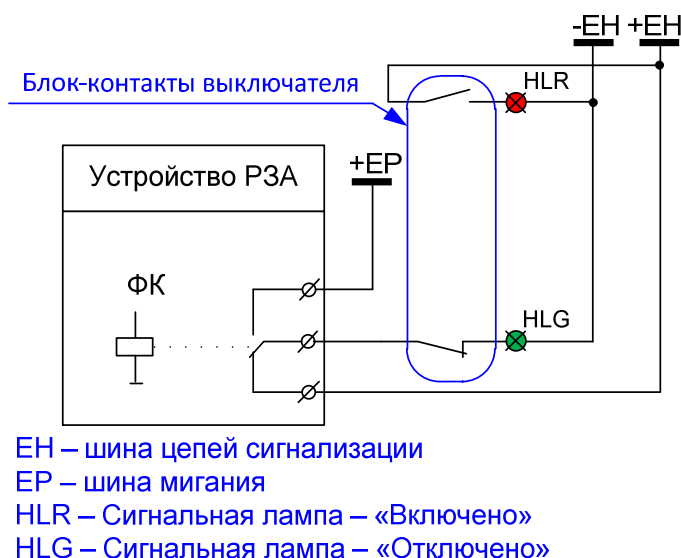 -EH +EH
Блок-контакты выключателя
HLR
+EP
Устройство РЗА
ФК
HLG
EH – шина цепей сигнализации
EP – шина мигания
HLR – Сигнальная лампа – «Включено»
HLG – Сигнальная лампа – «Отключено»